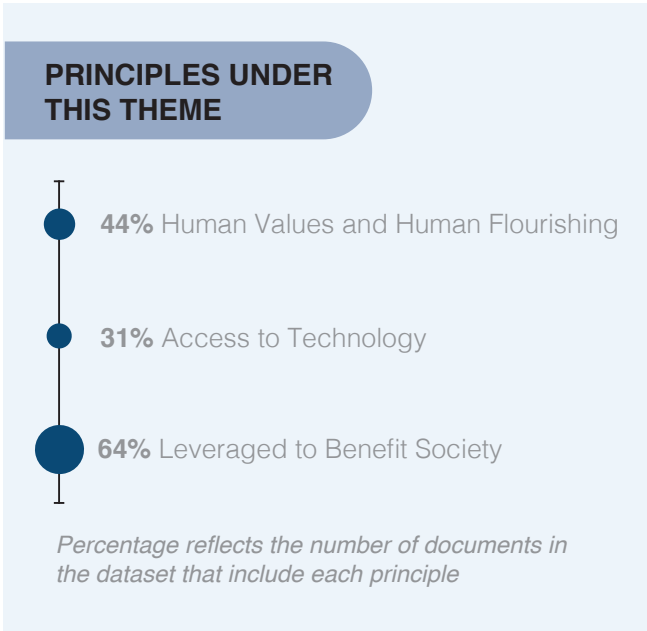 PRINCIPLES UNDER
THIS THEME
44% Human Values and Human Flourishing
31% Access to Technology
64% Leveraged to Benefit Society
Percentage reflects the number of documents in
the dataset that include each principle